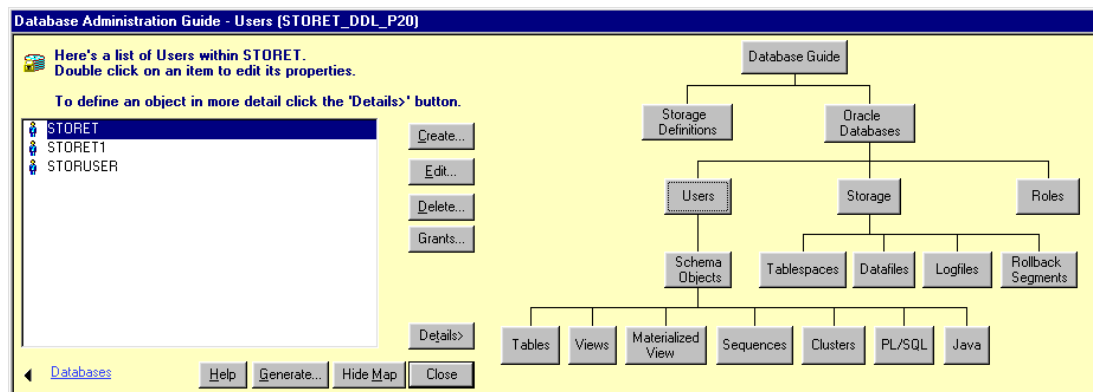 Database Administration Guide - Users (STORET_DDL_P20)
Here's a list of Users within STORET.
Double click on an item to edit its properties.
To define an object in more detail click the 'Details>' button.
STORET
STORET1
STORUSER
Create...
Edit...
Delete...
Grants...
Details>
Databases
Help
Generate...
Hide Map
Close
Database Guide
Storage
Definitions
Oracle
Databases
Users
Storage
Roles
Schema
Objects
Tablespaces
Datafiles
Logfiles
Rollback
Segments
Tables
Views
Materialized
View
Sequences
Clusters
PL/SQL
Java